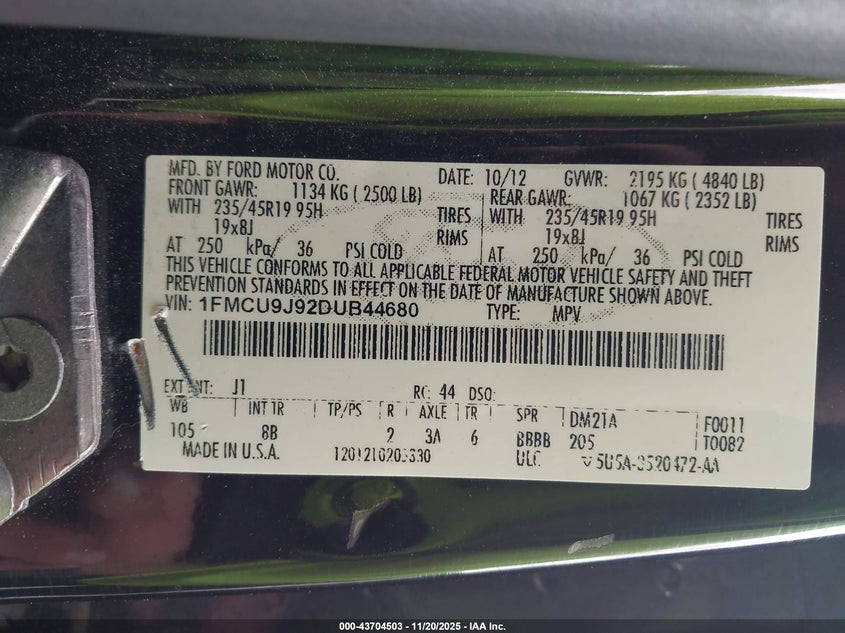 MFD. BY FORD MOTOR CO. DATE: 10/12 GVWR: 2195 KG ( 4840 LB)
FRONT GAWR: 1134 KG ( 2500 LB) REAR GAWR: 1067 KG ( 2352 LB)
WITH 235/45R19 95H TIRES WITH 235/45R19 95H TIRES
19x8J RIMS 19x8J RIMS
AT 250 kPa/ 36 PSI COLD AT 250 kPa/ 36 PSI COLD
THIS VEHICLE CONFORMS TO ALL APPLICABLE FEDERAL MOTOR VEHICLE SAFETY AND THEFT
PREVENTION STANDARDS IN EFFECT ON THE DATE OF MANUFACTURE SHOWN ABOVE.
VIN: 1FMCU9J92DUB44680 TYPE: MPV
J1 RC: 44 DSO:
WB INT TR TP/PS R AXLE TR SPR DM21A F0011
105 8B 2 3A 6 BBBB 205 T0082
MADE IN U.S.A. ULC
000-43704503 — 11/20/2025 — IAA Inc.